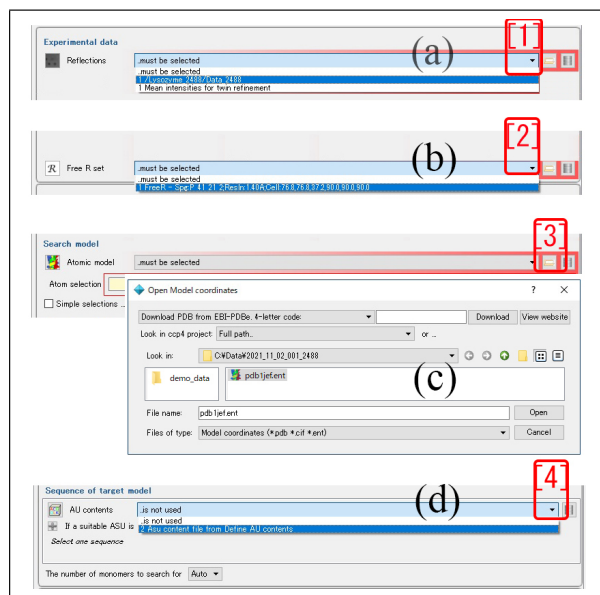 Experimental data
[1]
Reflections .must be selected
(a)
.must be selected
1 /Lysozyme 2488/Data 2488
1 Mean intensities for twin refinement
[2]
R Free R set .must be selected
(b)
.must be selected
1 FreeR - Spg:P 41 21 2;Resln:1.40A;Cell:76.8,76.8,37.2,90.0,90.0,90.0
Search model
[3]
Atomic model .must be selected
Atom selection
Simple selections ...
Open Model coordinates ? ×
Download PDB from EBI-PDBe. 4-letter code: Download View website
Look in ccp4 project: Full path.. or ...
Look in: C:¥Data¥2021_11_02_001_2488
demo_data pdb1jef.ent
(c)
File name: pdb1jef.ent Open
Files of type: Model coordinates (*.pdb *.cif *.ent) Cancel
Sequence of target model
[4]
AU contents .is not used
(d)
If a suitable ASU is .is not used
2 Asu content file from Define AU contents
Select one sequence
The number of monomers to search for Auto